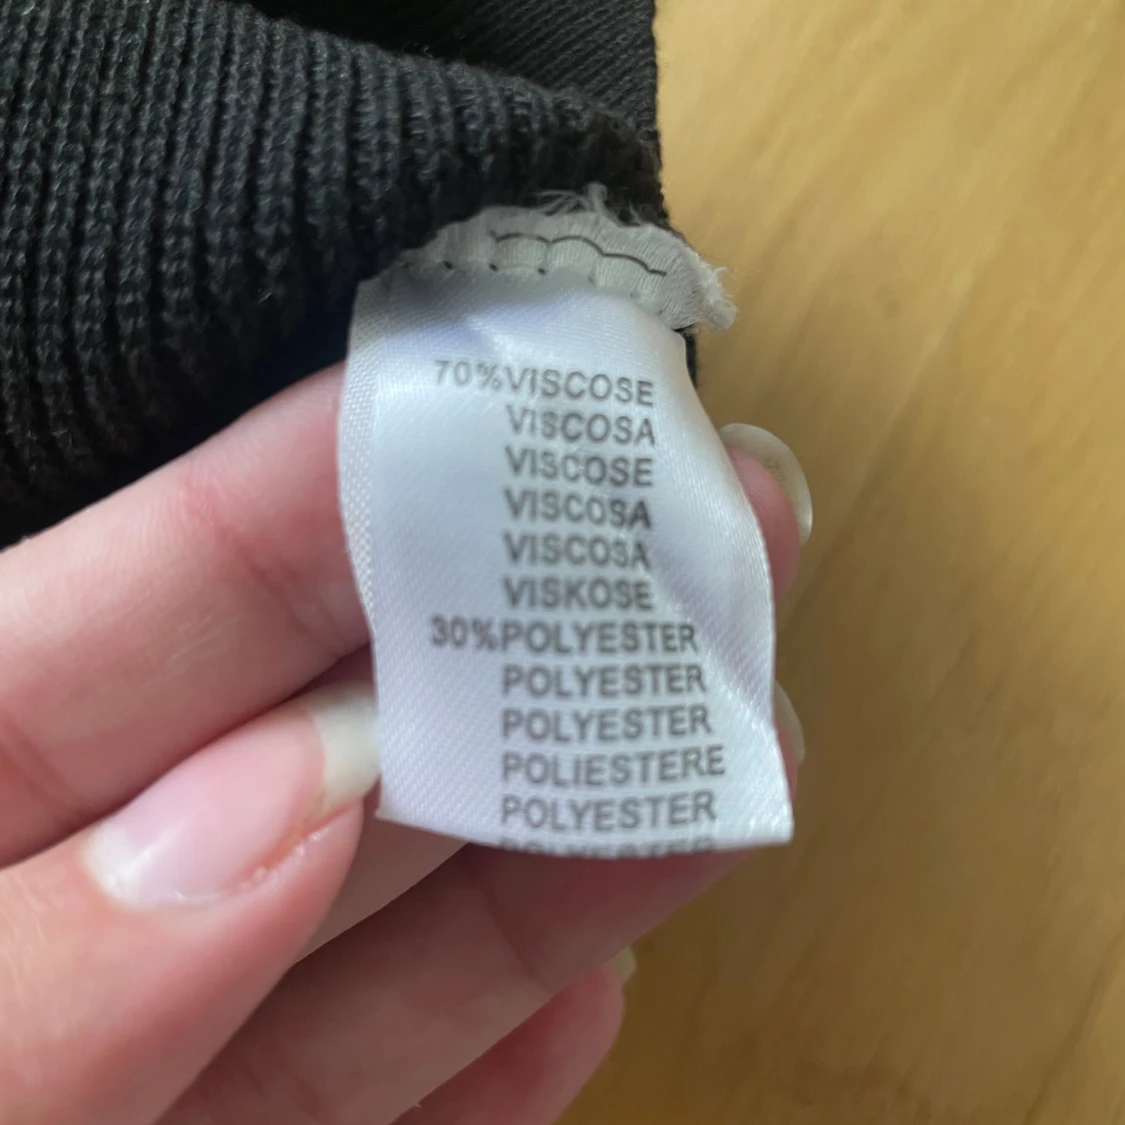 70%VISCOSE
VISCOSA
VISCOSE
VISCOSA
VISCOSA
VISKOSE
30%POLYESTER
POLYESTER
POLYESTER
POLIESTERE
POLYESTER